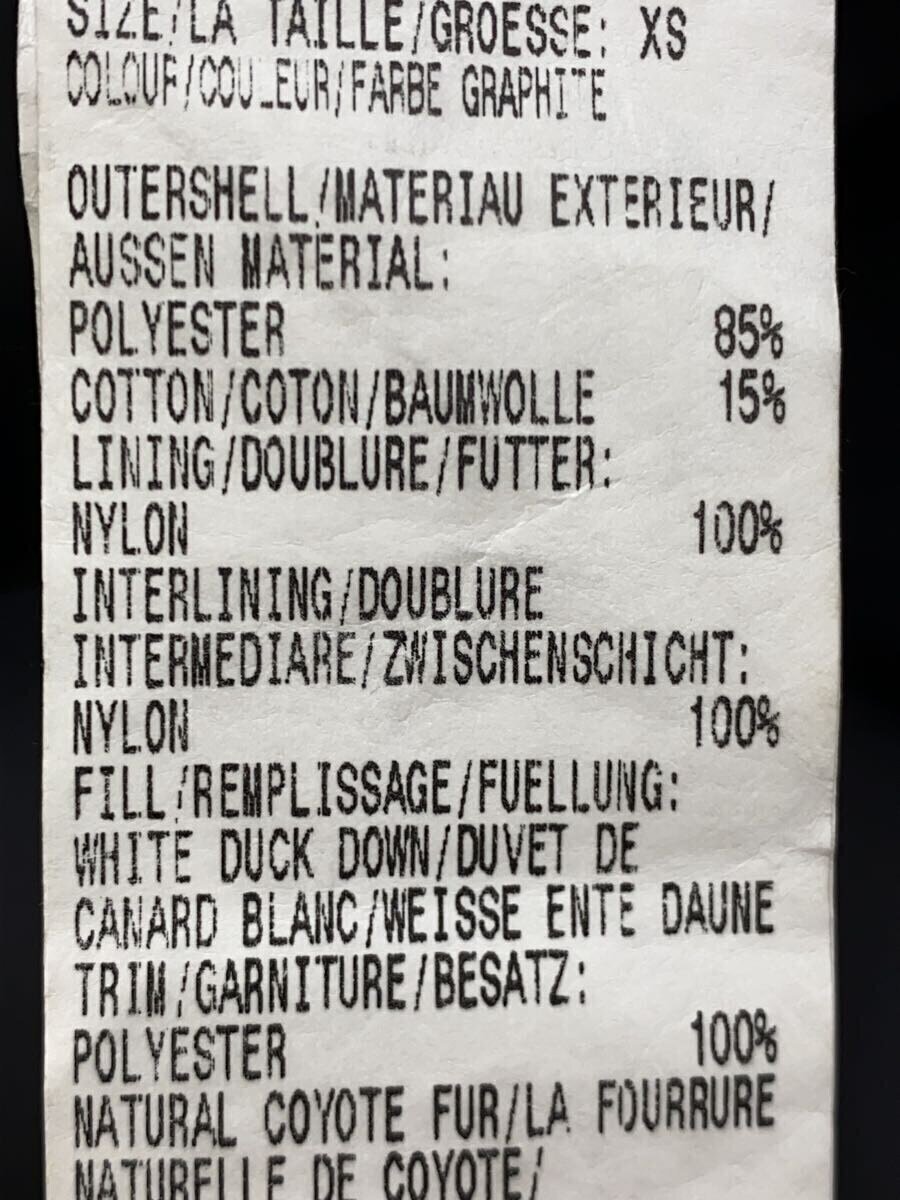 SIZE/LA TAILLE/GROESSE: XS
COLOUR/COULEUR/FARBE GRAPHITE
OUTERSHELL/MATERIAU EXTERIEUR/
AUSSEN MATERIAL:
POLYESTER 85%
COTTON/COTON/BAUMWOLLE 15%
LINING/DOUBLURE/FUTTER:
NYLON 100%
INTERLINING/DOUBLURE
INTERMEDIARE/ZWISCHENSCHICHT:
NYLON 100%
FILL/REMPLISSAGE/FUELLUNG:
WHITE DUCK DOWN/DUVET DE
CANARD BLANC/WEISSE ENTE DAUNE
TRIM/GARNITURE/BESATZ:
POLYESTER 100%
NATURAL COYOTE FUR/LA FOURRURE
NATURELLE DE COYOTE/